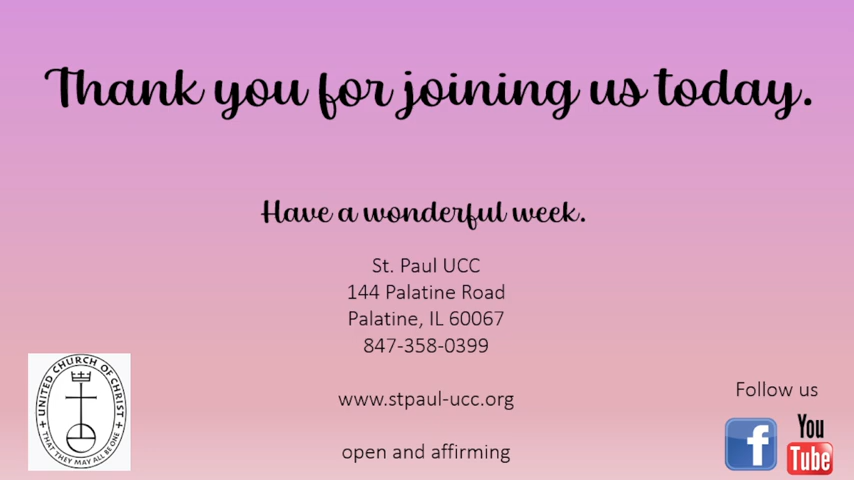 Thank you for joining us today.
Have a wonderful week.
St. Paul UCC
144 Palatine Road
Palatine, IL 60067
847-358-0399
www.stpaul-ucc.org
open and affirming
UNITED CHURCH OF CHRIST
THAT THEY MAY ALL BE ONE
Follow us
f
You
Tube